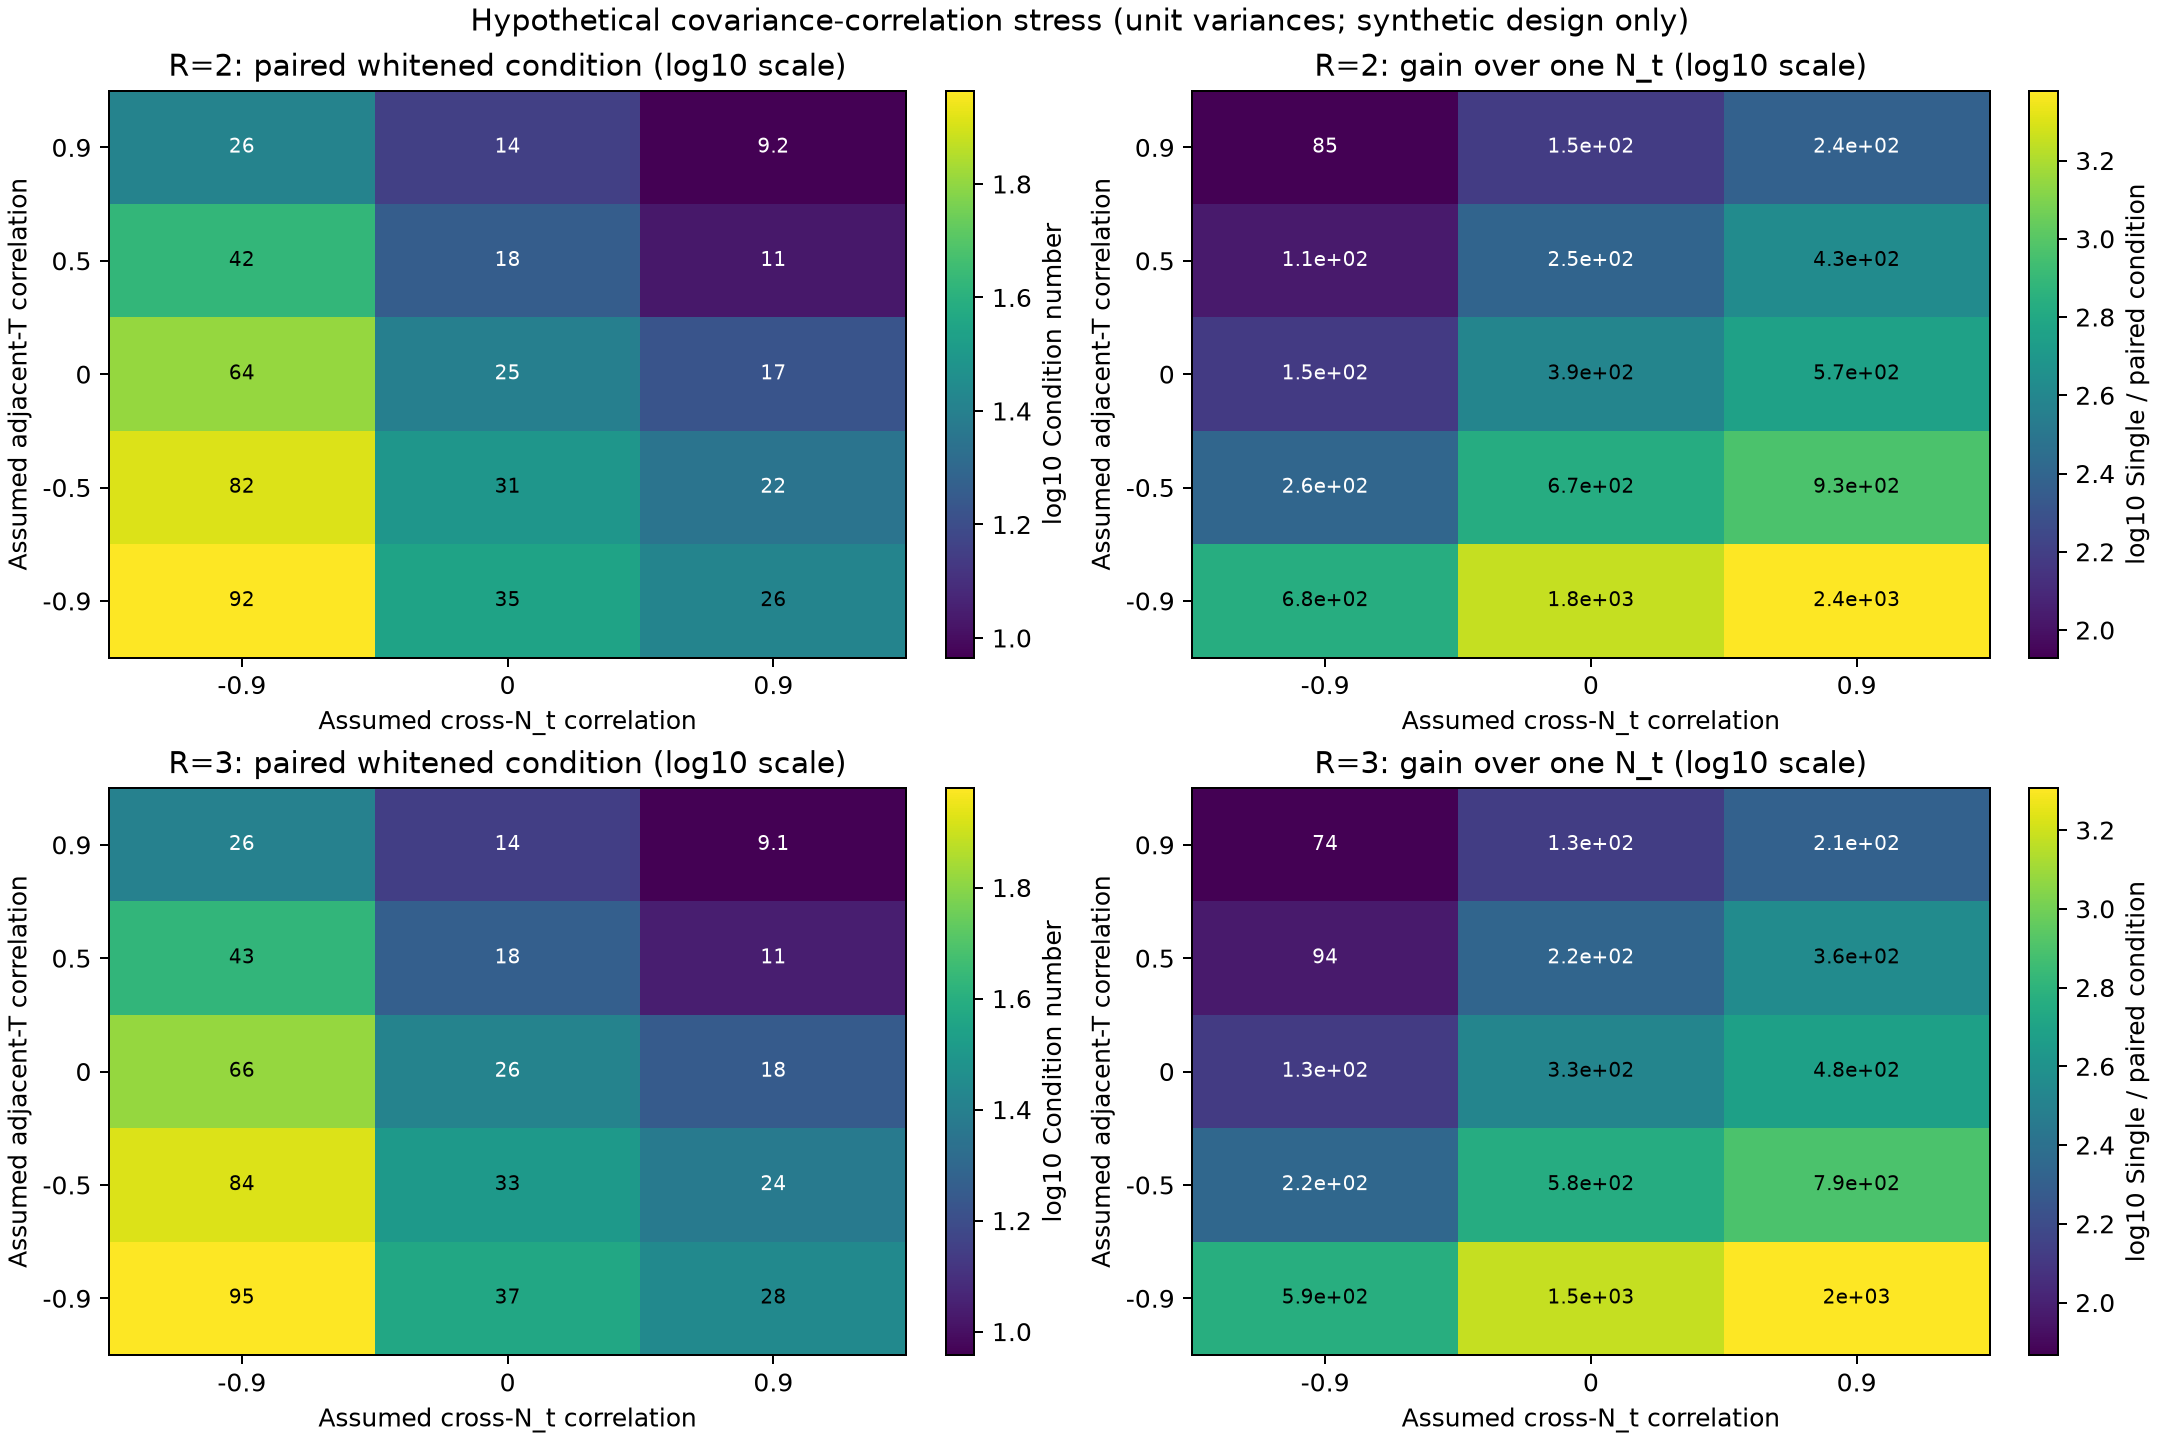 Hypothetical covariance-correlation stress (unit variances; synthetic design only)
R=2: paired whitened condition (log10 scale)
Assumed adjacent-T correlation
0.9
0.5
0
-0.5
-0.9
26 14 9.2
42 18 11
64 25 17
82 31 22
92 35 26
-0.9 0 0.9
Assumed cross-N_t correlation
1.8
1.6
1.4
1.2
1.0
log10 Condition number
R=2: gain over one N_t (log10 scale)
Assumed adjacent-T correlation
0.9
0.5
0
-0.5
-0.9
85 1.5e+02 2.4e+02
1.1e+02 2.5e+02 4.3e+02
1.5e+02 3.9e+02 5.7e+02
2.6e+02 6.7e+02 9.3e+02
6.8e+02 1.8e+03 2.4e+03
-0.9 0 0.9
Assumed cross-N_t correlation
3.2
3.0
2.8
2.6
2.4
2.2
2.0
log10 Single / paired condition
R=3: paired whitened condition (log10 scale)
Assumed adjacent-T correlation
0.9
0.5
0
-0.5
-0.9
26 14 9.1
43 18 11
66 26 18
84 33 24
95 37 28
-0.9 0 0.9
Assumed cross-N_t correlation
1.8
1.6
1.4
1.2
1.0
log10 Condition number
R=3: gain over one N_t (log10 scale)
Assumed adjacent-T correlation
0.9
0.5
0
-0.5
-0.9
74 1.3e+02 2.1e+02
94 2.2e+02 3.6e+02
1.3e+02 3.3e+02 4.8e+02
2.2e+02 5.8e+02 7.9e+02
5.9e+02 1.5e+03 2e+03
-0.9 0 0.9
Assumed cross-N_t correlation
3.2
3.0
2.8
2.6
2.4
2.2
2.0
log10 Single / paired condition